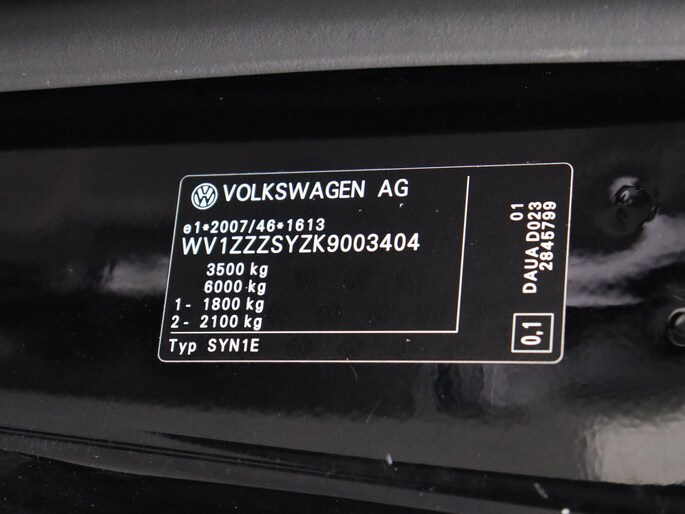 VOLKSWAGEN AG
e1*2007/46*1613
WV1ZZZSYZK9003404
3500 kg
6000 kg
1- 1800 kg
2- 2100 kg
Typ SYN1E
01
DAUA D023
2845799
0,1